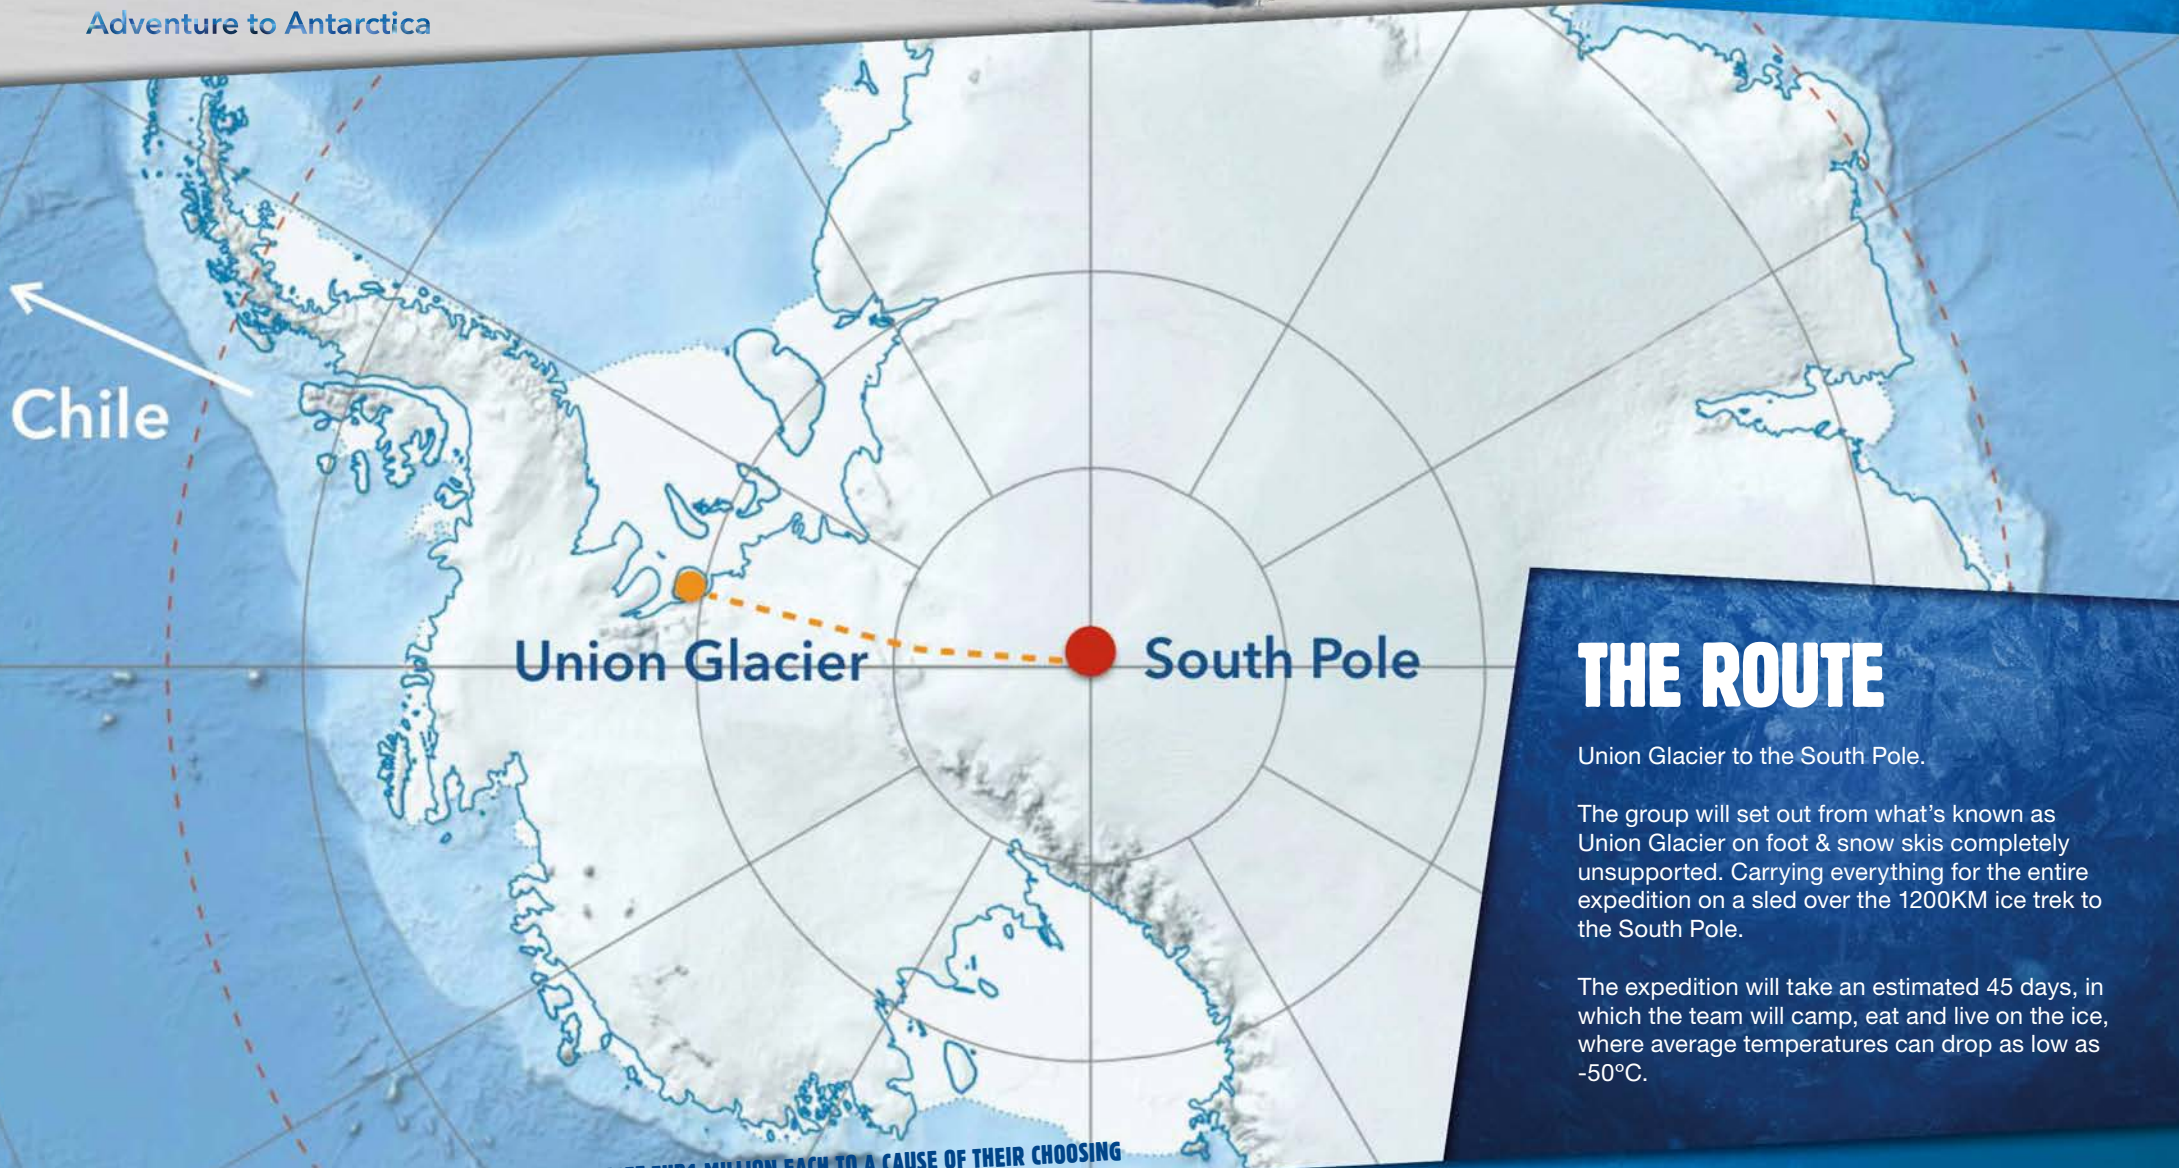 Adventure to Antarctica
Chile
Union Glacier
South Pole
THE ROUTE
Union Glacier to the South Pole.
The group will set out from what's known as
Union Glacier on foot & snow skis completely
unsupported. Carrying everything for the entire
expedition on a sled over the 1200KM ice trek to
the South Pole.
The expedition will take an estimated 45 days, in
which the team will camp, eat and live on the ice,
where average temperatures can drop as low as
-50ºC.
MILLION EACH TO A CAUSE OF THEIR CHOOSING